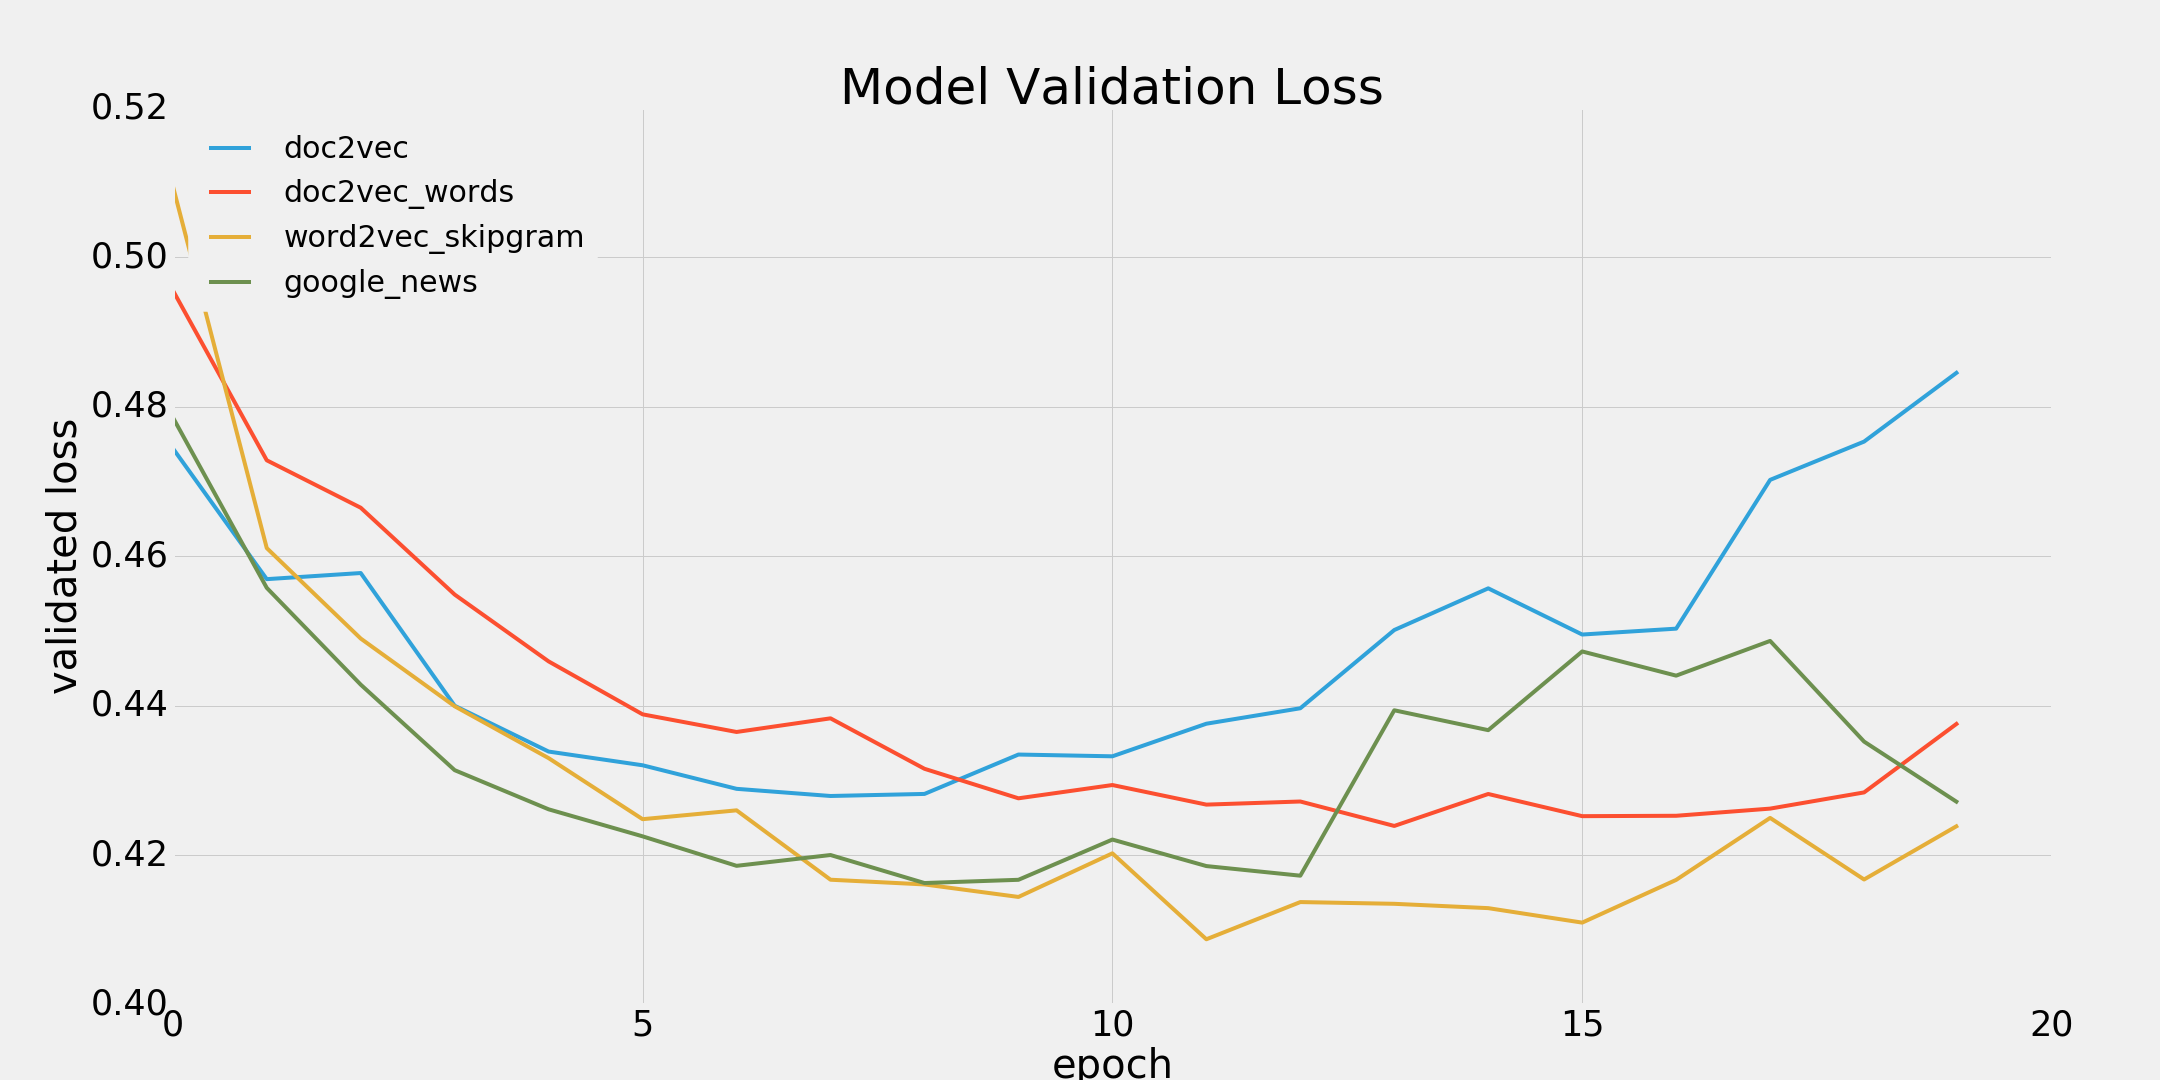 Model Validation Loss
0.52
0.50
0.48
0.46
0.44
0.42
0.40
validated loss
doc2vec
doc2vec_words
word2vec_skipgram
google_news
0 5 10 15 20
epoch